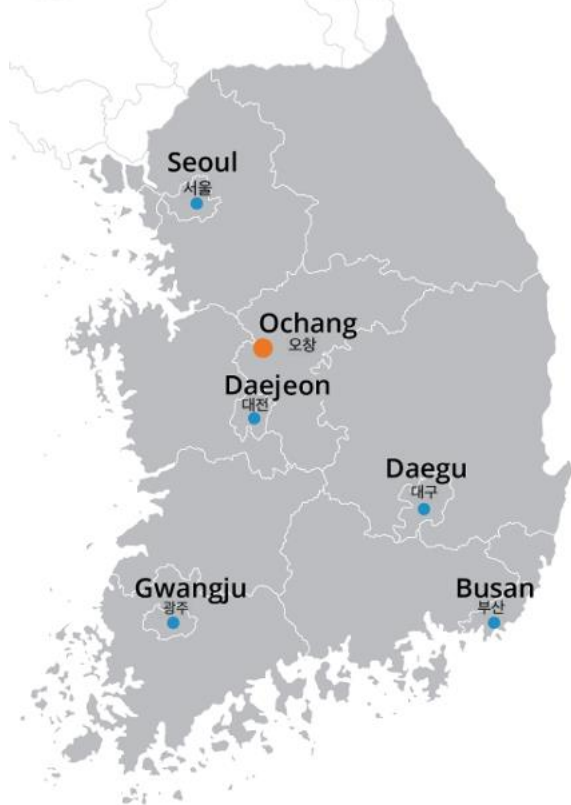 Seoul
서울
Ochang
오창
Daejeon
대전
Daegu
대구
Gwangju
광주
Busan
부산